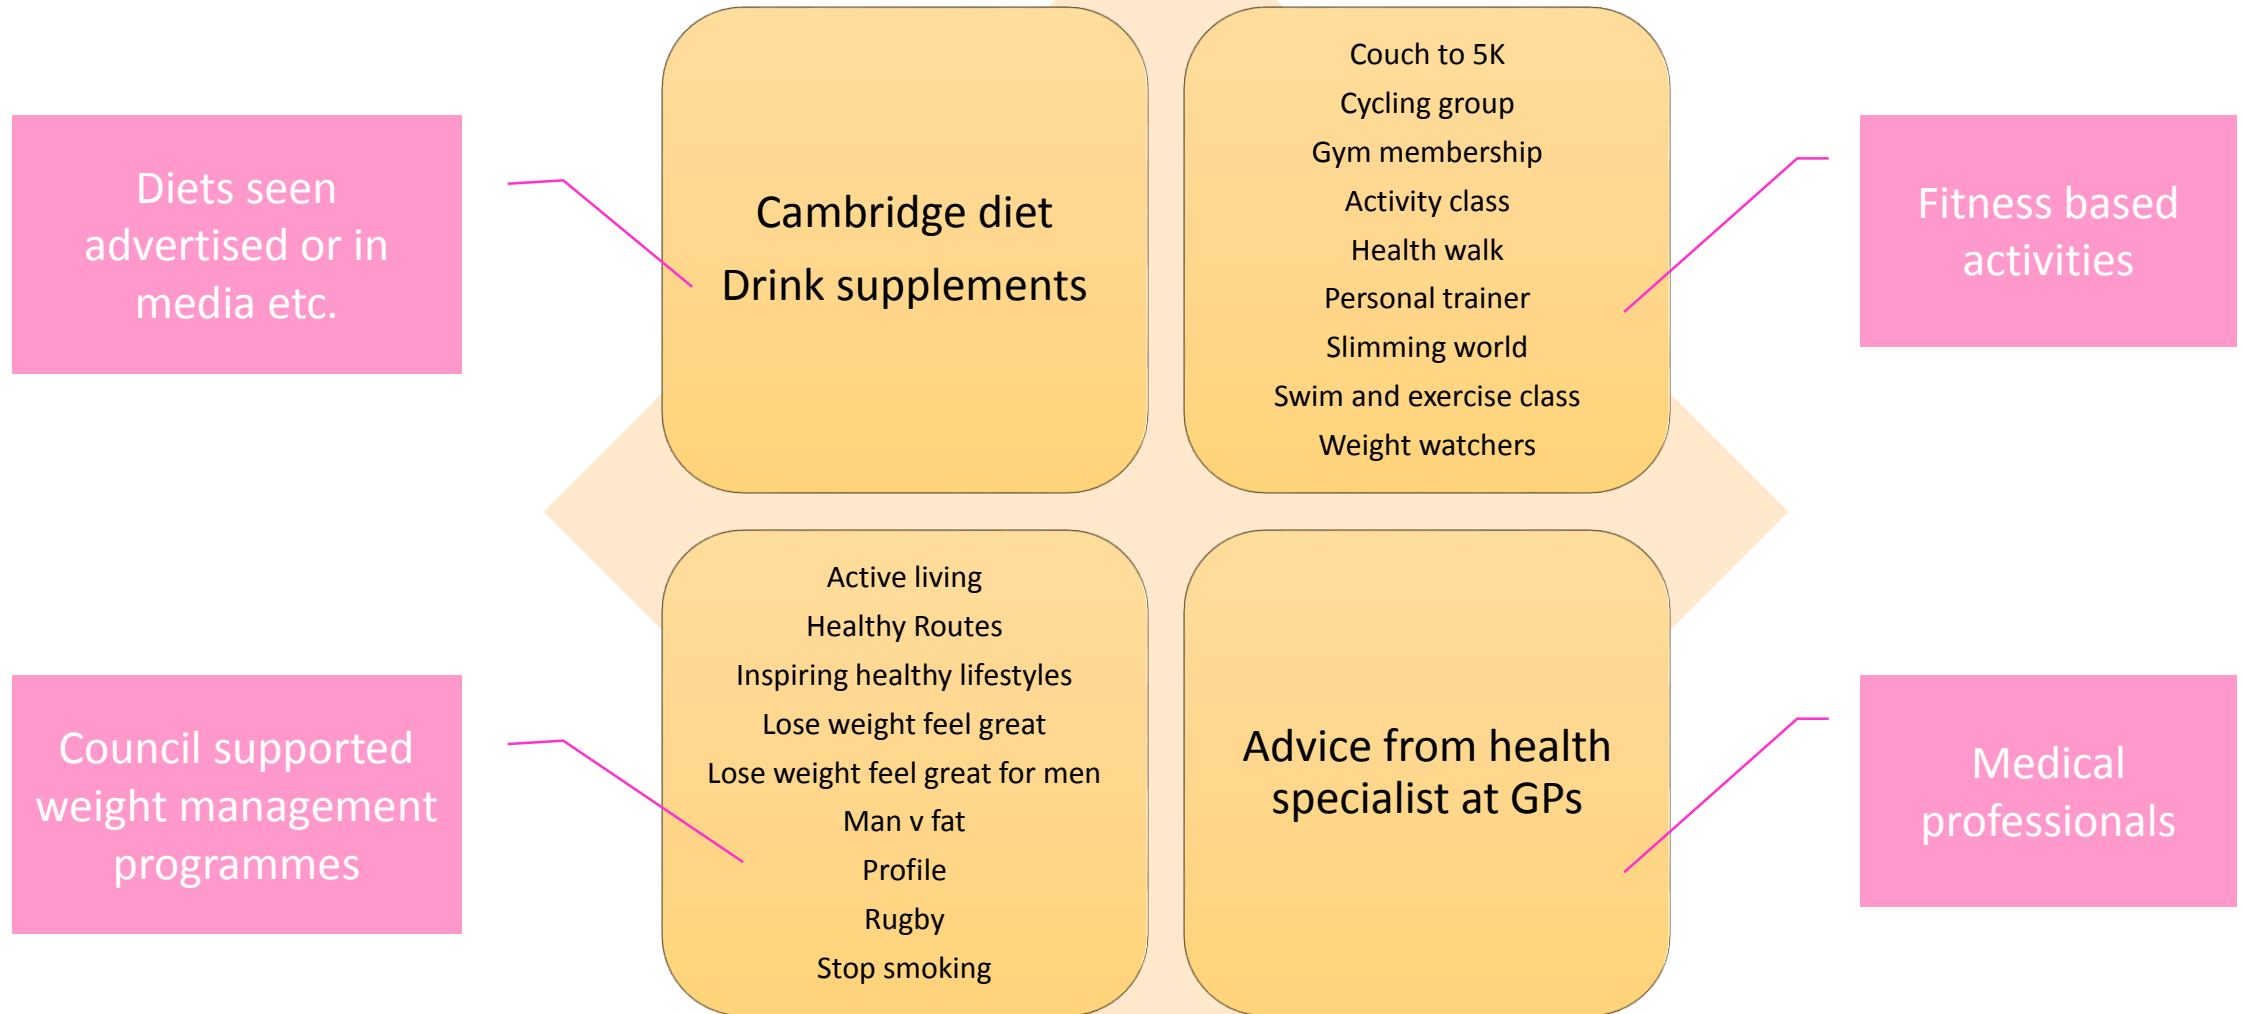 Diets seen
advertised or in
media etc.
Cambridge diet
Drink supplements
Couch to 5K
Cycling group
Gym membership
Activity class
Health walk
Personal trainer
Slimming world
Swim and exercise class
Weight watchers
Fitness based
activities
Council supported
weight management
programmes
Active living
Healthy Routes
Inspiring healthy lifestyles
Lose weight feel great
Lose weight feel great for men
Man v fat
Profile
Rugby
Stop smoking
Advice from health
specialist at GPs
Medical
professionals